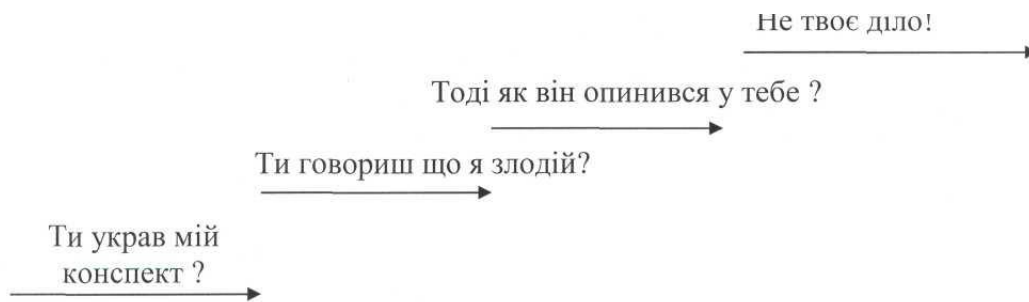 Не твоє діло!
Тоді як він опинився у тебе ?
Ти говориш що я злодій?
Ти украв мій
конспект ?